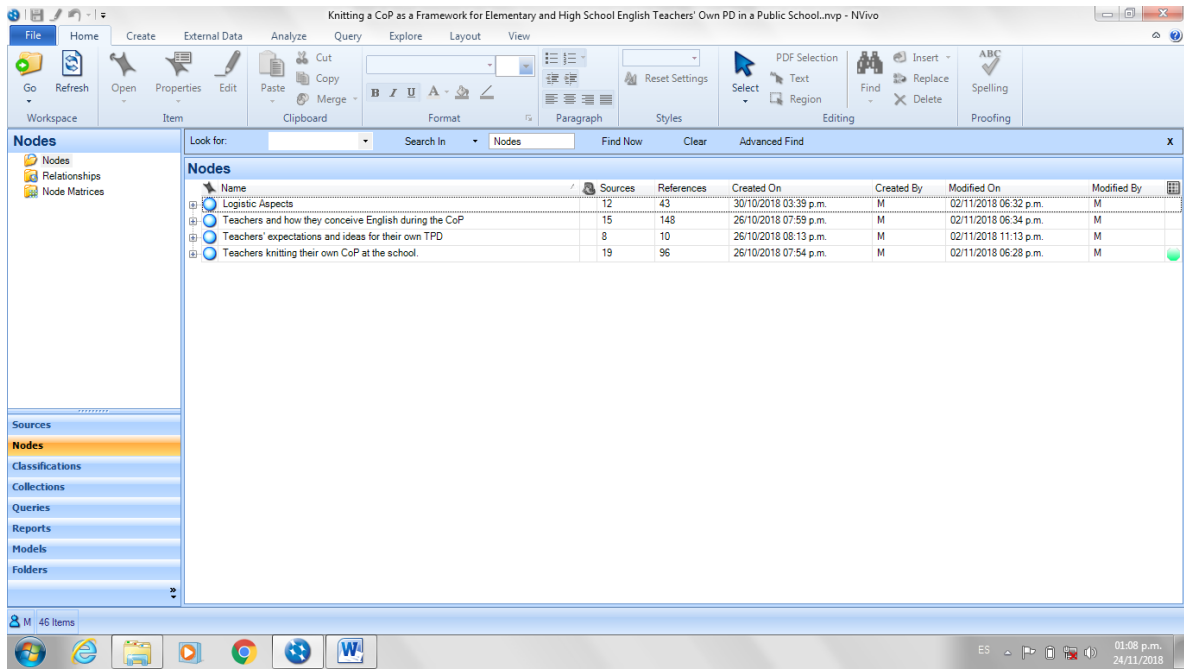 Knitting a CoP as a Framework for Elementary and High School English Teachers' Own PD in a Public School..nvp - NVivo
File Home Create External Data Analyze Query Explore Layout View
Go Refresh Open Properties Edit Paste Cut Copy Merge B I U A Reset Settings Select PDF Selection Text Region Find Insert Replace Delete ABC Spelling
Workspace Item Clipboard Format Paragraph Styles Editing Proofing
Nodes
Nodes
Relationships
Node Matrices
Look for: Search In Nodes Find Now Clear Advanced Find x
Nodes
Name Sources References Created On Created By Modified On Modified By
Logistic Aspects 12 43 30/10/2018 03:39 p.m. M 02/11/2018 06:32 p.m. M
Teachers and how they conceive English during the CoP 15 148 26/10/2018 07:59 p.m. M 02/11/2018 06:34 p.m. M
Teachers' expectations and ideas for their own TPD 8 10 26/10/2018 08:13 p.m. M 02/11/2018 11:13 p.m. M
Teachers knitting their own CoP at the school. 19 96 26/10/2018 07:54 p.m. M 02/11/2018 06:28 p.m. M
Sources
Nodes
Classifications
Collections
Queries
Reports
Models
Folders
»
M 46 Items
W ES 01:08 p.m.
24/11/2018